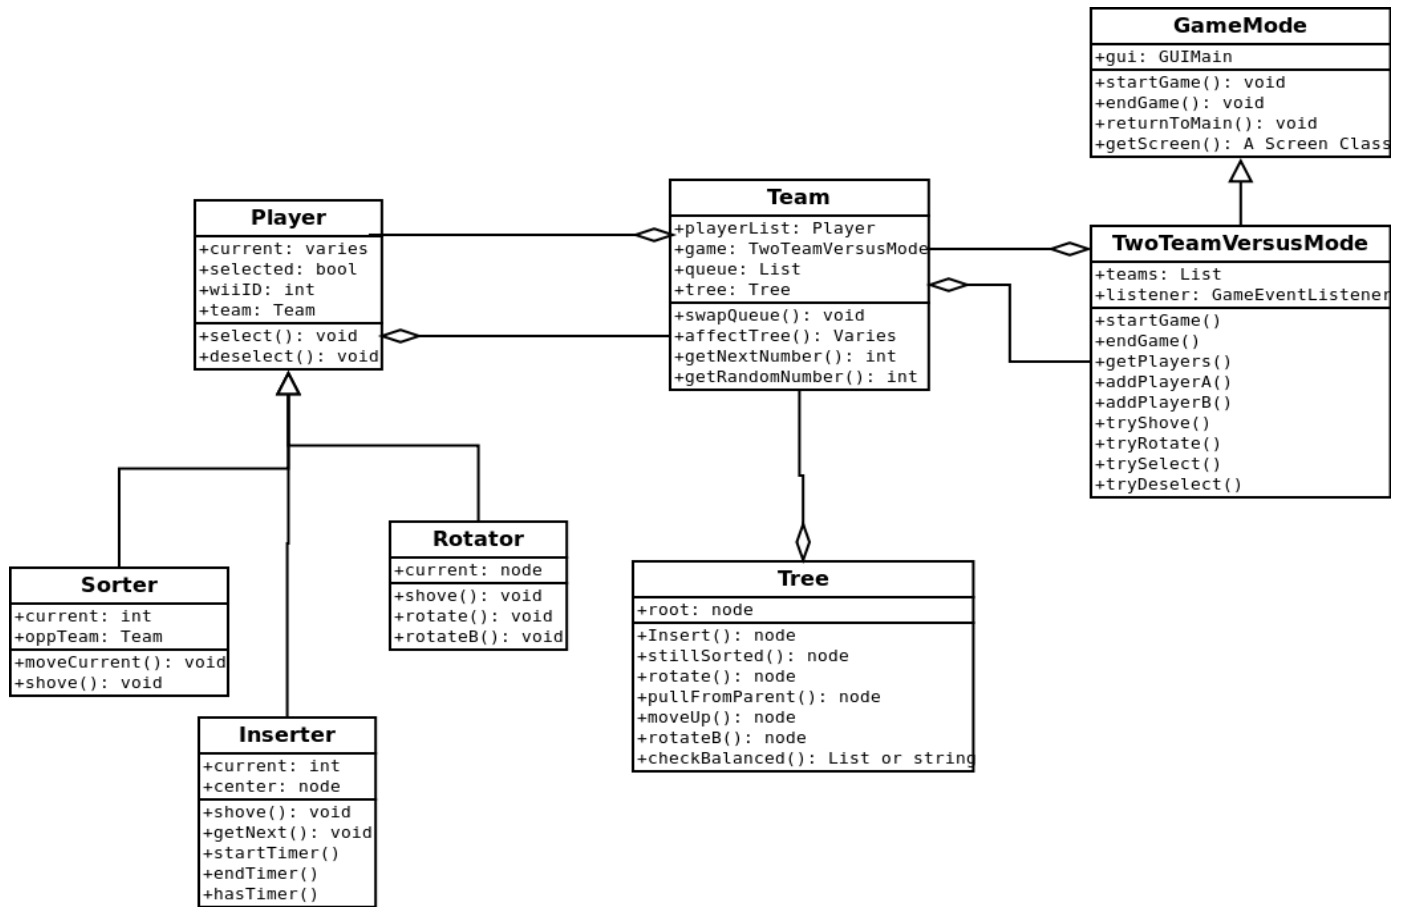 GameMode
+gui: GUIMain
+startGame(): void
+endGame(): void
+returnToMain(): void
+getScreen(): A Screen Class
Player
+current: varies
+selected: bool
+wiiID: int
+team: Team
+select(): void
+deselect(): void
Team
+playerList: Player
+game: TwoTeamVersusMode
+queue: List
+tree: Tree
+swapQueue(): void
+affectTree(): Varies
+getNextNumber(): int
+getRandomNumber(): int
TwoTeamVersusMode
+teams: List
+listener: GameEventListener
+startGame()
+endGame()
+getPlayers()
+addPlayerA()
+addPlayerB()
+tryShove()
+tryRotate()
+trySelect()
+tryDeselect()
Sorter
+current: int
+oppTeam: Team
+moveCurrent(): void
+shove(): void
Rotator
+current: node
+shove(): void
+rotate(): void
+rotateB(): void
Tree
+root: node
+Insert(): node
+stillSorted(): node
+rotate(): node
+pullFromParent(): node
+moveUp(): node
+rotateB(): node
+checkBalanced(): List or string
Inserter
+current: int
+center: node
+shove(): void
+getNext(): void
+startTimer()
+endTimer()
+hasTimer()